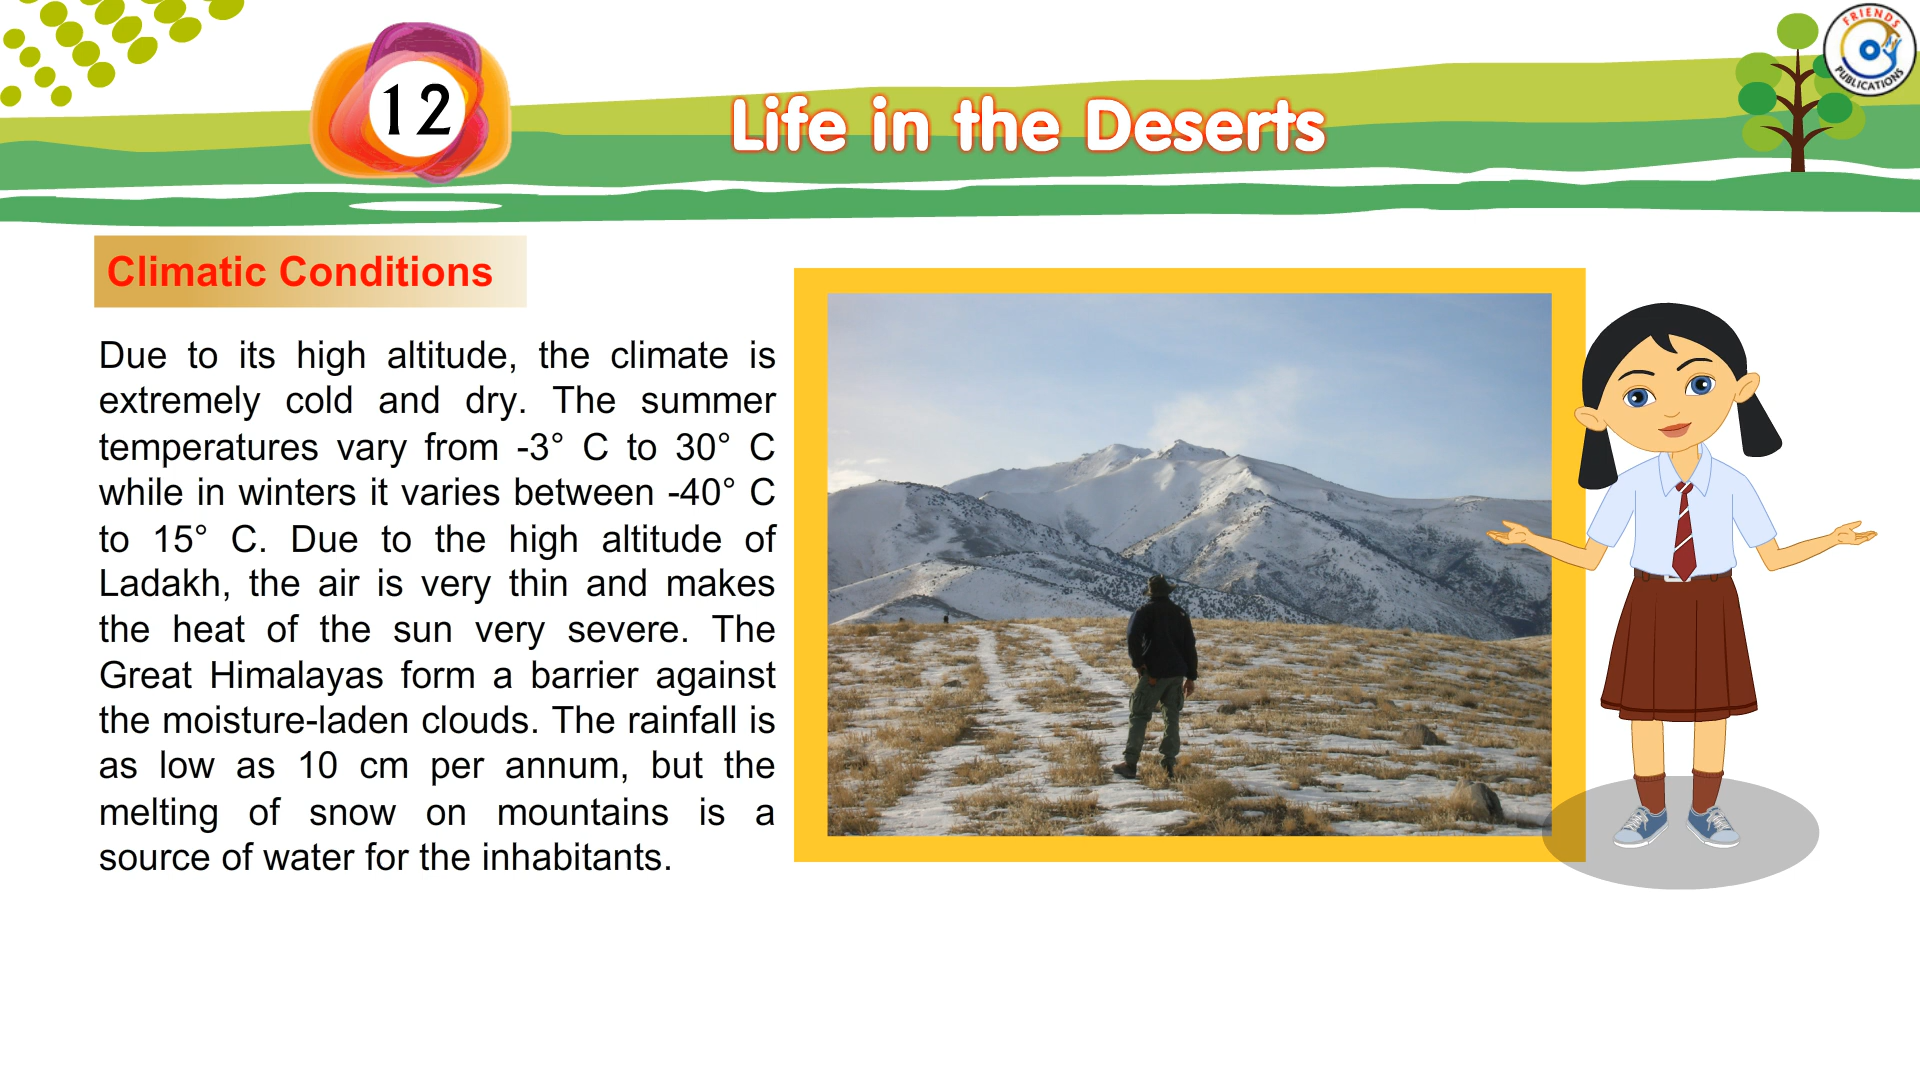 12
Life in the Deserts
FRIENDS
PUBLICATIONS
Climatic Conditions
Due to its high altitude, the climate is
extremely cold and dry. The summer
temperatures vary from -3° C to 30° C
while in winters it varies between -40° C
to 15° C. Due to the high altitude of
Ladakh, the air is very thin and makes
the heat of the sun very severe. The
Great Himalayas form a barrier against
the moisture-laden clouds. The rainfall is
as low as 10 cm per annum, but the
melting of snow on mountains is a
source of water for the inhabitants.